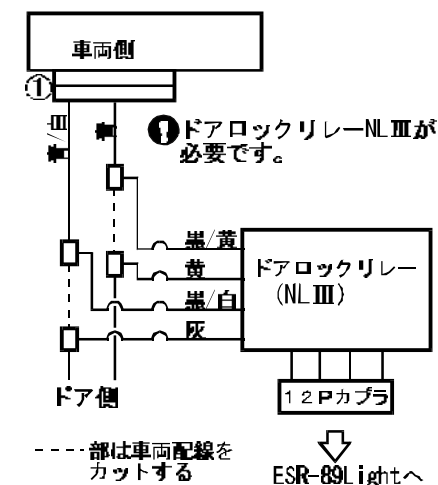 車両側
①
青/白
青
ドアロックリレーNLⅢが
必要です。
黒/黄
黄
黒/白
灰
ドアロックリレー
(NLⅢ)
ドア側
12Pカプラ
部は車両配線を
カットする
ESR-89Lightへ